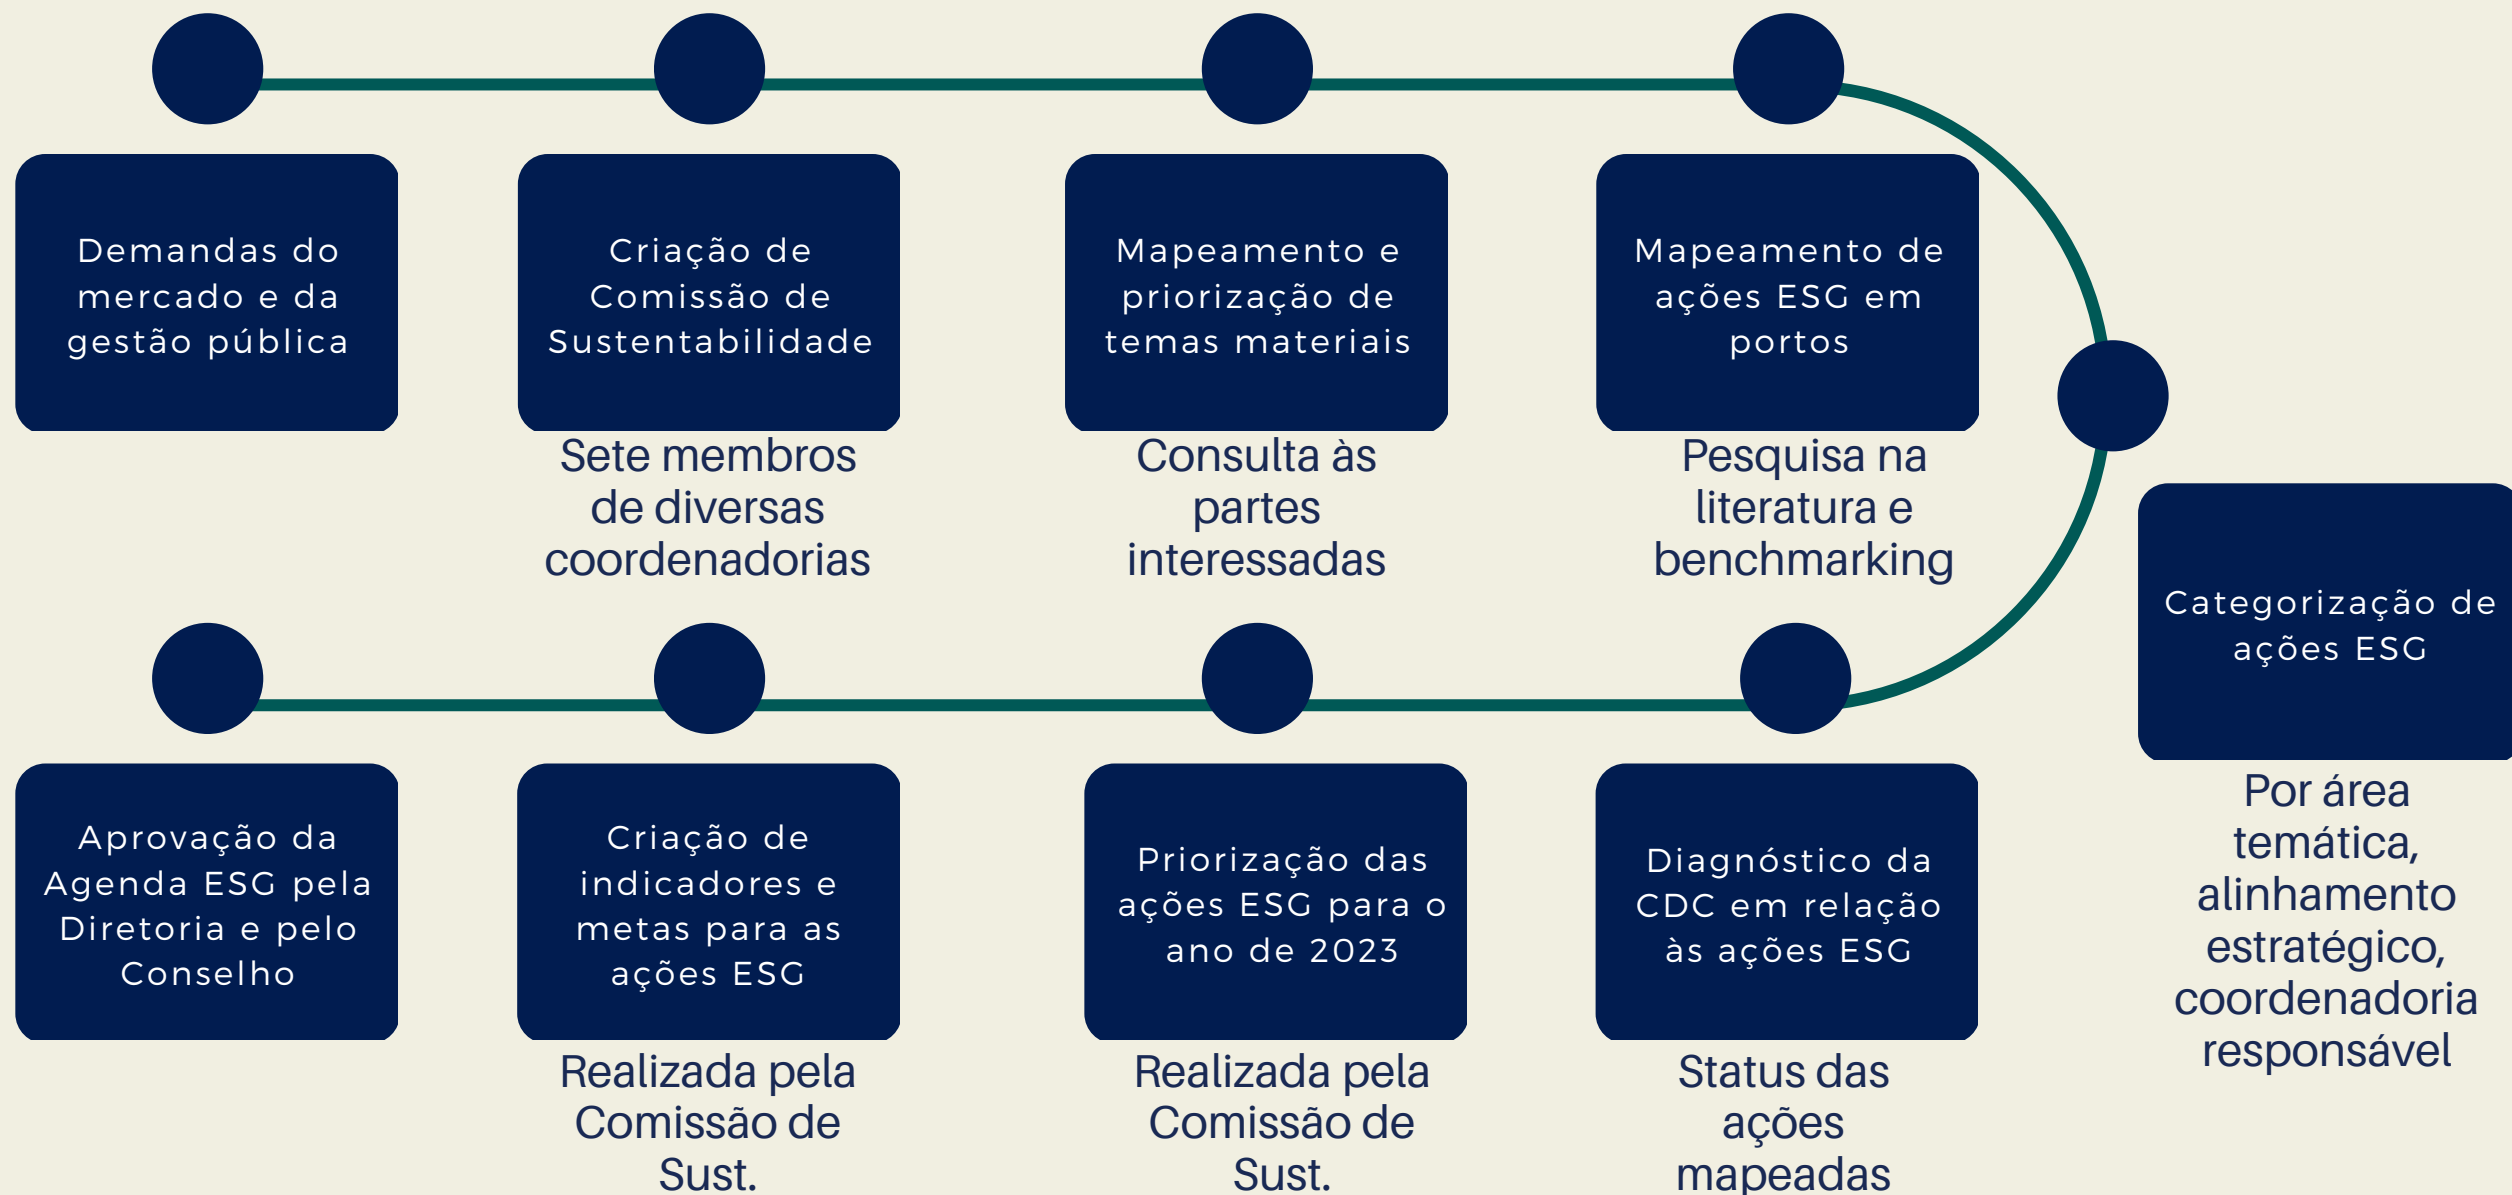 Demandas do
mercado e da
gestão pública
Criação de
Comissão de
Sustentabilidade
Sete membros
de diversas
coordenadorias
Mapeamento e
priorização de
temas materiais
Consulta às
partes
interessadas
Mapeamento de
ações ESG em
portos
Pesquisa na
literatura e
benchmarking
Categorização de
ações ESG
Por área
temática,
alinhamento
estratégico,
coordenadoria
responsável
Diagnóstico da
CDC em relação
às ações ESG
Status das
ações
mapeadas
Priorização das
ações ESG para o
ano de 2023
Realizada pela
Comissão de
Sust.
Criação de
indicadores e
metas para as
ações ESG
Realizada pela
Comissão de
Sust.
Aprovação da
Agenda ESG pela
Diretoria e pelo
Conselho